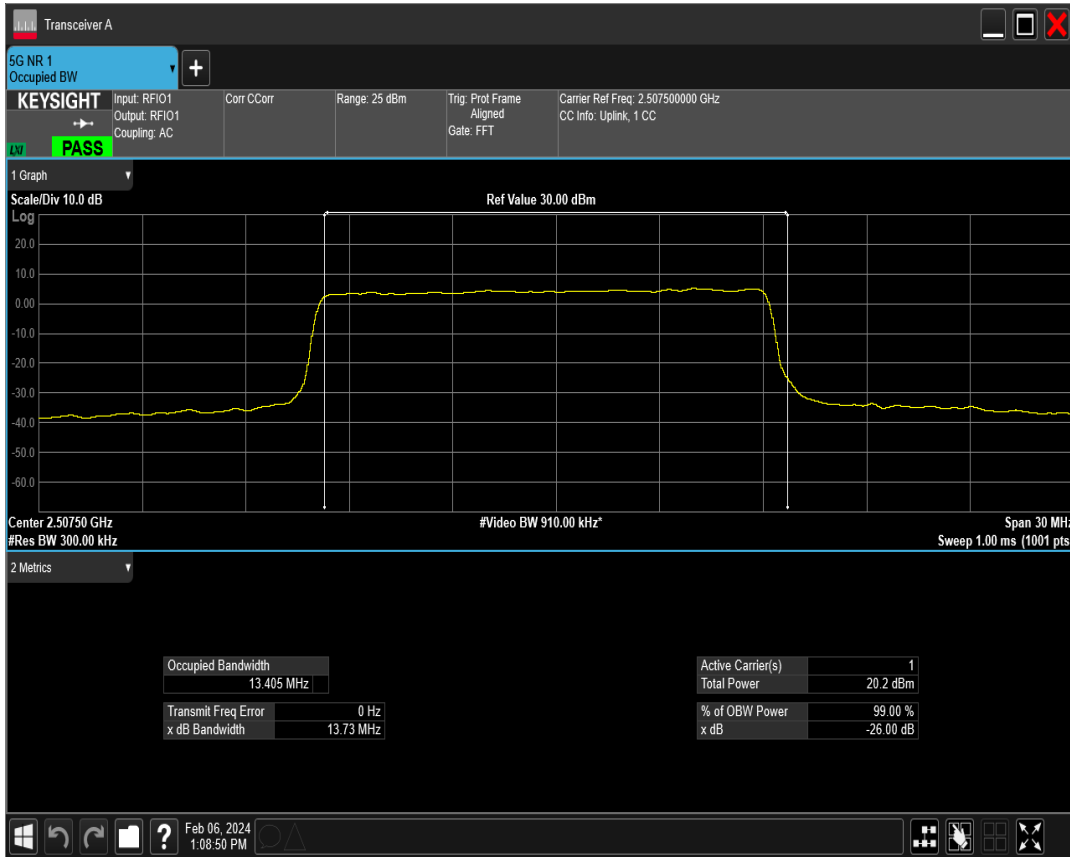 Transceiver A
5G NR 1
Occupied BW
KEYSIGHT
LXI
PASS
Input: RFIO1
Output: RFIO1
Coupling: AC
Corr CCorr
Range: 25 dBm
Trig: Prot Frame
Aligned
Gate: FFT
Carrier Ref Freq: 2.507500000 GHz
CC Info: Uplink, 1 CC
1 Graph
Scale/Div 10.0 dB
Ref Value 30.00 dBm
Log
20.0
10.0
0.00
-10.0
-20.0
-30.0
-40.0
-50.0
-60.0
Center 2.50750 GHz
#Video BW 910.00 kHz*
Span 30 MHz
#Res BW 300.00 kHz
Sweep 1.00 ms (1001 pts
2 Metrics
Occupied Bandwidth
13.405 MHz
Transmit Freq Error 0 Hz
x dB Bandwidth 13.73 MHz
Active Carrier(s) 1
Total Power 20.2 dBm
% of OBW Power 99.00 %
x dB -26.00 dB
?
Feb 06, 2024
1:08:50 PM